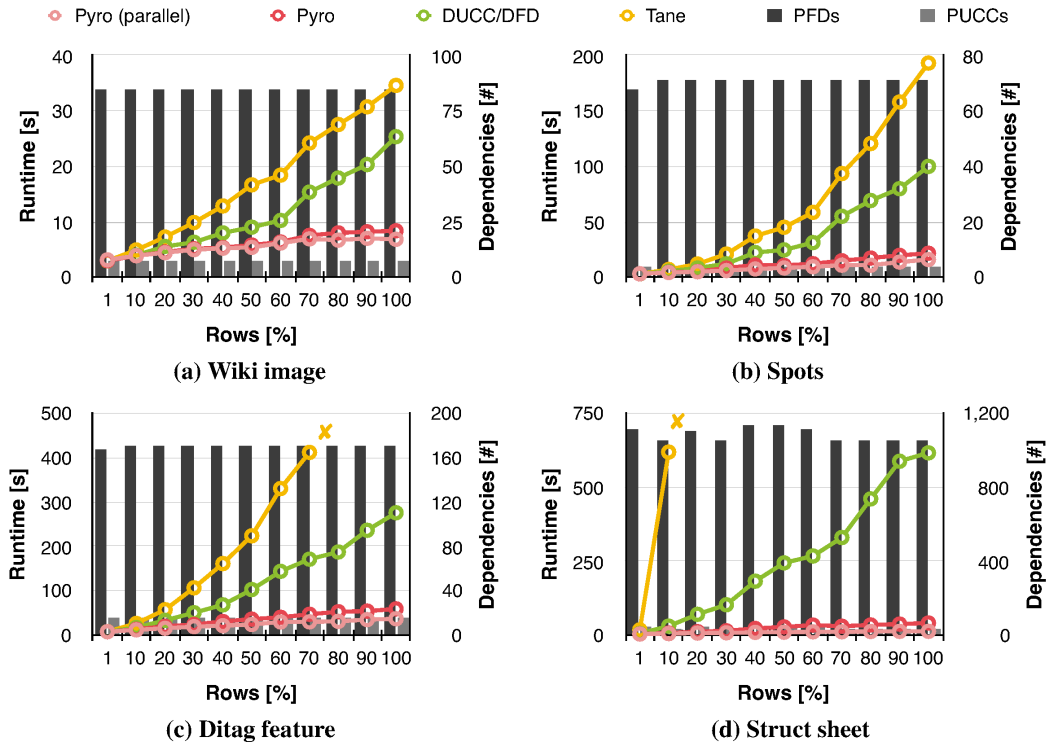 Pyro (parallel) Pyro DUCC/DFD Tane PFDs PUCCs
40 100 200 80
30 75 150 60
20 50 100 40
10 25 50 20
0 0 0 0
Runtime [s] Dependencies [#] Runtime [s] Dependencies [#]
1 10 20 30 40 50 60 70 80 90 100 1 10 20 30 40 50 60 70 80 90 100
Rows [%] Rows [%]
(a) Wiki image (b) Spots
500 200 750 1,200
400 160 500 800
300 120 250 400
200 80 0 0
100 40
0 0
Runtime [s] Dependencies [#] Runtime [s] Dependencies [#]
1 10 20 30 40 50 60 70 80 90 100 1 10 20 30 40 50 60 70 80 90 100
Rows [%] Rows [%]
(c) Ditag feature (d) Struct sheet